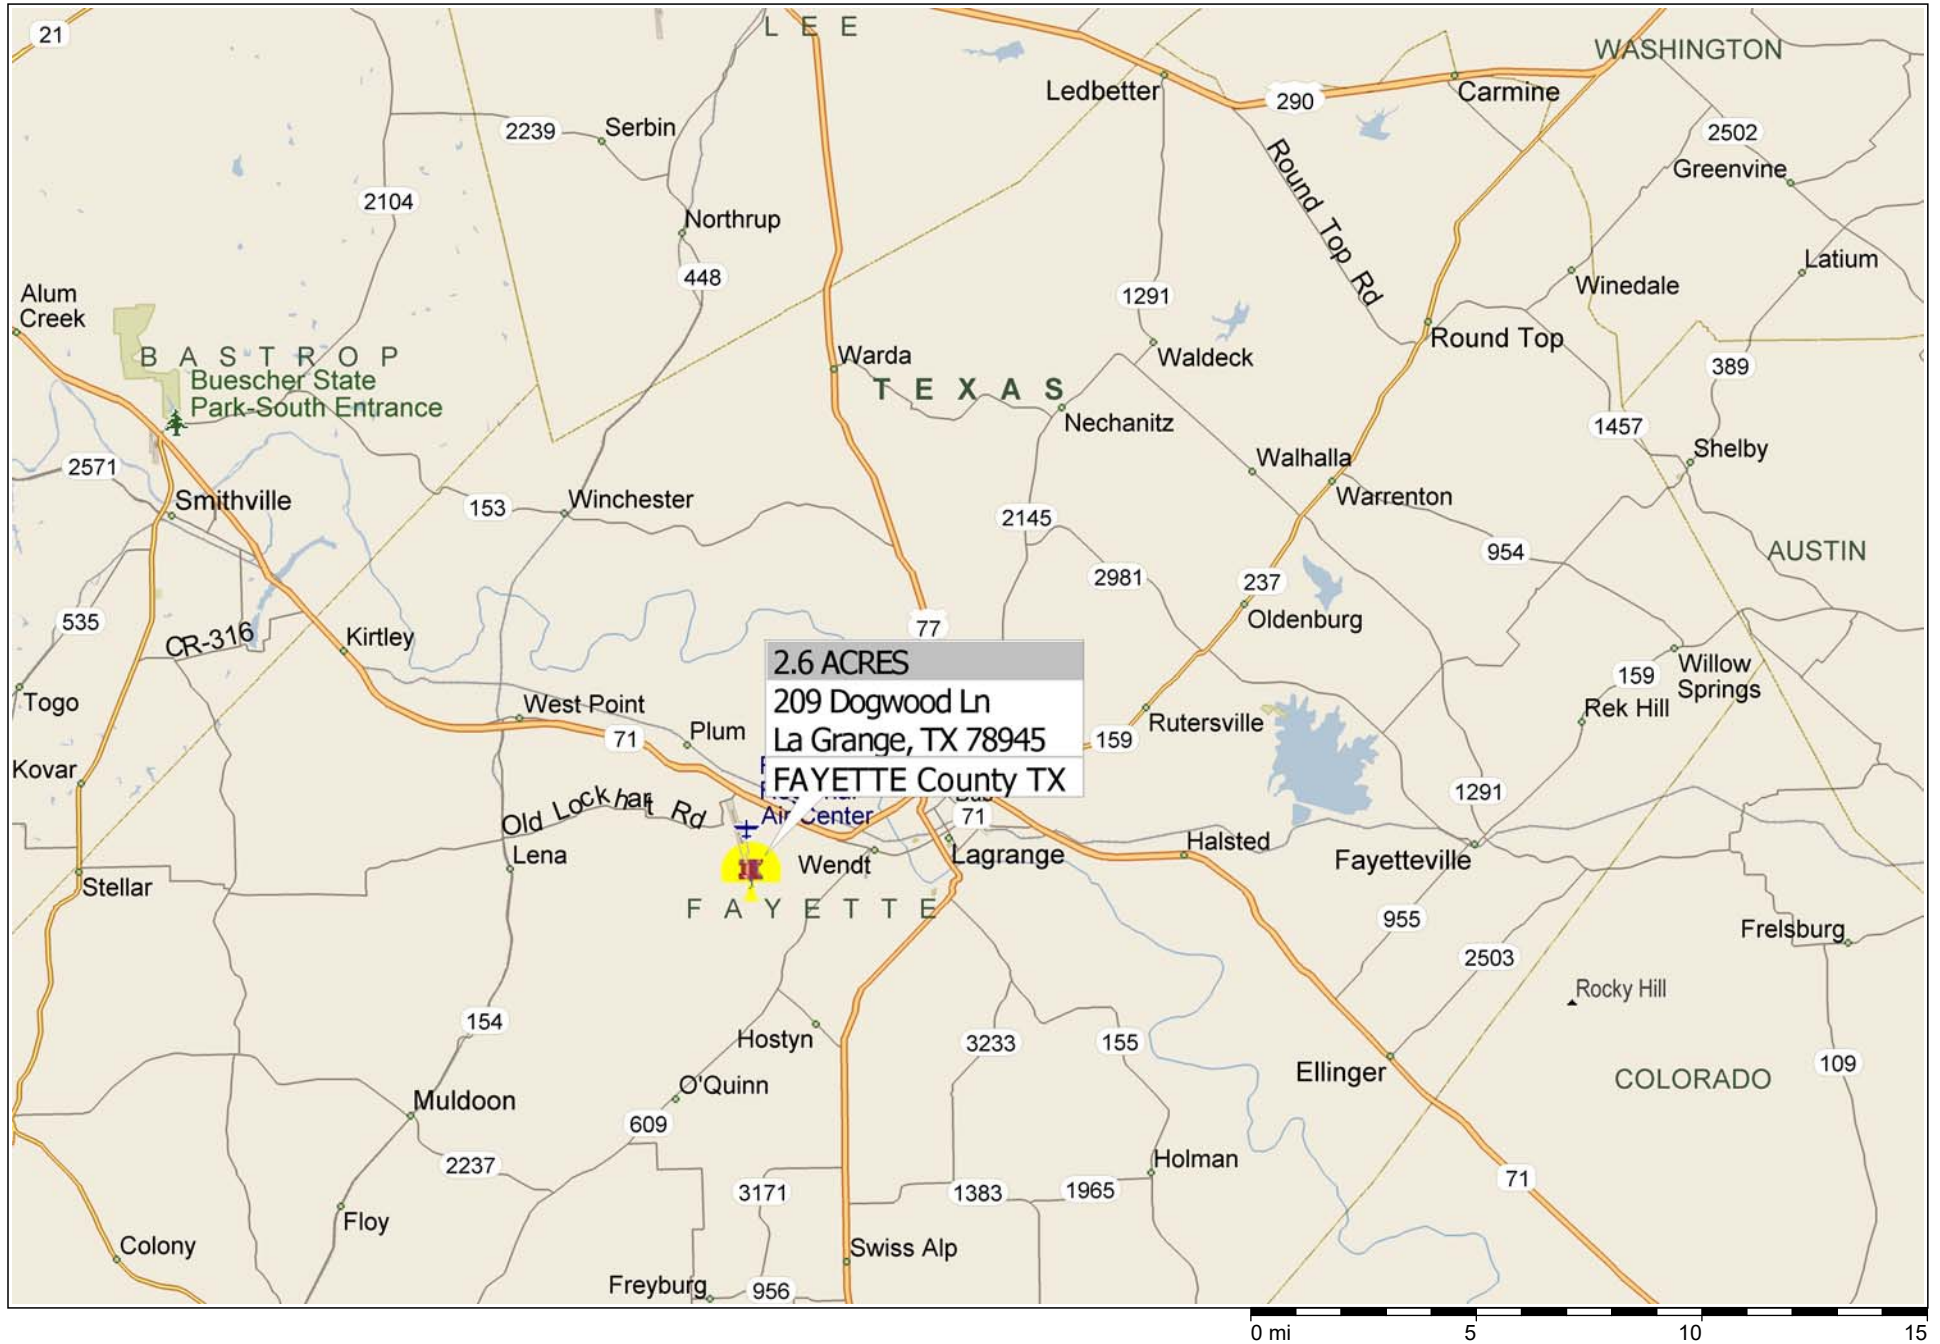 21
L E E
WASHINGTON
Ledbetter
290
Carmine
2239
Serbin
2502
Greenvine
Round Top Rd
2104
Northrup
448
Latium
Winedale
1291
Alum
Creek
B A S T R O P
Buescher State
Park-South Entrance
Warda
T E X A S
Waldeck
Round Top
389
Nechanitz
1457
Shelby
2571
Walhalla
Smithville
153
Winchester
Warrenton
2145
954
AUSTIN
2981
237
535
CR-316
Kirtley
77
Oldenburg
Willow
Springs
159
Togo
West Point
71
Plum
2.6 ACRES
209 Dogwood Ln
La Grange, TX 78945
FAYETTE County TX
159
Rutersville
Rek Hill
Kovar
Old Lockhart Rd
Air Center
71
1291
Lena
Wendt
Lagrange
Halsted
Fayetteville
Stellar
F A Y E T T E
955
Frelsburg
2503
Rocky Hill
154
Hostyn
3233
155
Ellinger
COLORADO
109
Muldoon
O'Quinn
609
2237
3171
1383
1965
Holman
71
Floy
Colony
Swiss Alp
Freyburg
956
0 mi 5 10 15